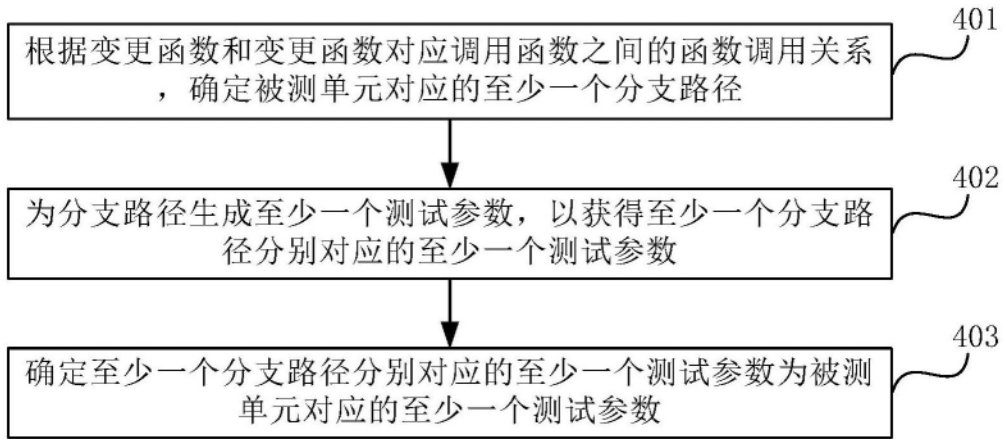 401
根据变更函数和变更函数对应调用函数之间的函数调用关系
，确定被测单元对应的至少一个分支路径
402
为分支路径生成至少一个测试参数，以获得至少一个分支路
径分别对应的至少一个测试参数
403
确定至少一个分支路径分别对应的至少一个测试参数为被测
单元对应的至少一个测试参数